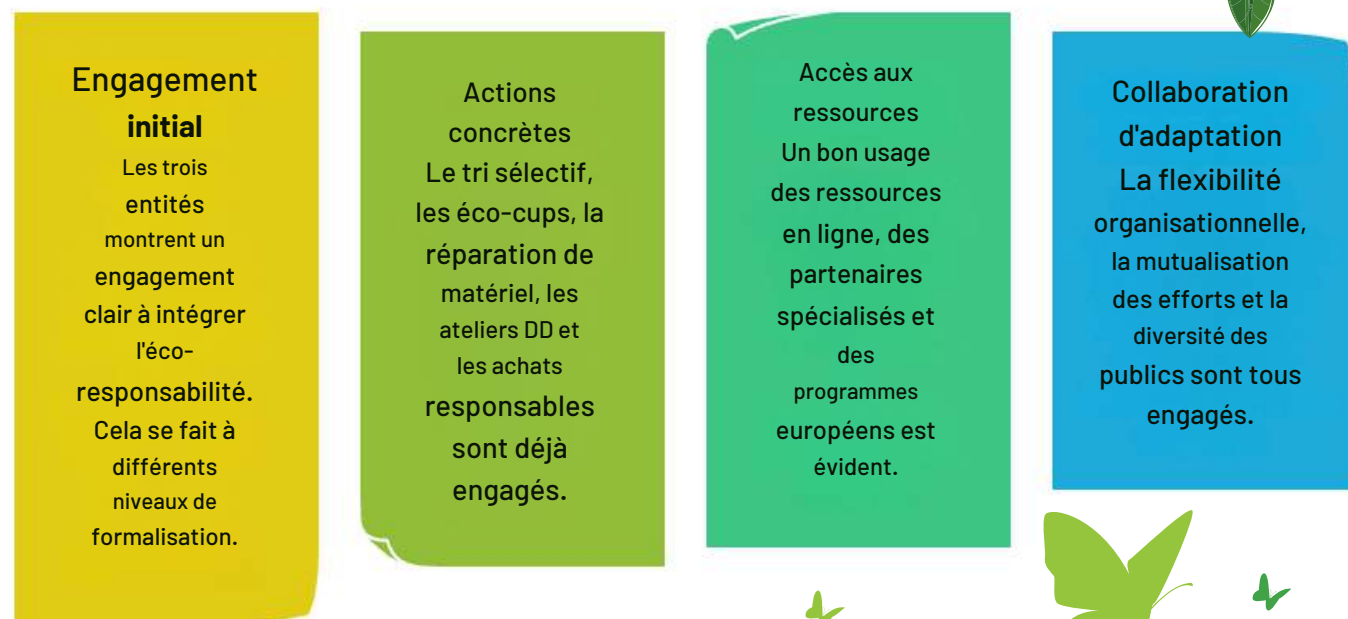 Engagement
initial
Les trois
entités
montrent un
engagement
clair à intégrer
l'éco-
responsabilité.
Cela se fait à
différents
niveaux de
formalisation.
Actions
concrètes
Le tri sélectif,
les éco-cups, la
réparation de
matériel, les
ateliers DD et
les achats
responsables
sont déjà
engagés.
Accès aux
ressources
Un bon usage
des ressources
en ligne, des
partenaires
spécialisés et
des
programmes
européens est
évident.
Collaboration
d'adaptation
La flexibilité
organisationnelle,
la mutualisation
des efforts et la
diversité des
publics sont tous
engagés.